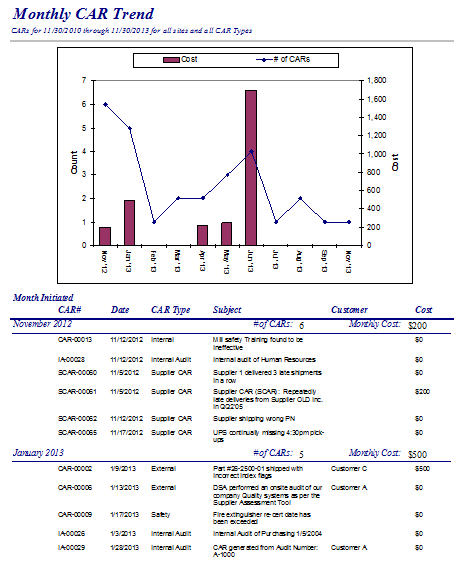 Monthly CAR Trend
CARs for 11/30/2010 through 11/30/2013 for all sites and all CAR Types
Cost # of CARs
7 1,800
6 1,600
5 1,400
4 1,200
3 1,000
2 800
1 600
0 400
200
0
Count
Cost
Nov '12 Jan '13 Feb '13 Mar '13 Apr '13 May '13 Jun '13 Jul '13 Aug '13 Sep '13 Nov '13
Month Initiated
CAR# Date CAR Type Subject Customer Cost
November 2012 # of CARs: 6 Monthly Cost: $200
CAR-00013 11/12/2012 Internal Mill safety Training found to be $0
ineffective
IA-00028 11/12/2012 Internal Audit Internal audit of Human Resources $0
SCAR-00060 11/5/2012 Supplier CAR Supplier 1 delivered 3 late shipments $0
in a row
SCAR-00061 11/5/2012 Supplier CAR Supplier CAR (SCAR): Repeatedly $200
late deliveries from Supplier OLD Inc.
in Q2'05
SCAR-00062 11/12/2012 Supplier CAR Supplier shipping wrong PN $0
SCAR-00065 11/17/2012 Supplier CAR UPS continually missing 4:30pm pick- $0
ups
January 2013 # of CARs: 5 Monthly Cost: $500
CAR-00002 1/9/2013 External Part #28-2500-01 shipped with Customer C $500
incorrect index flags
CAR-00006 1/13/2013 External DSA performed an onsite audit of our Customer A $0
company Quality systems as per the
Supplier Assessment Tool
CAR-00009 1/17/2013 Safety Fire extinguisher re-cert date has $0
been exceeded
IA-00026 1/3/2013 Internal Audit Internal Audit of Purchasing 1/5/2004 $0
IA-00029 1/28/2013 Internal Audit CAR generated from Audit Number: Customer A $0
A-1000